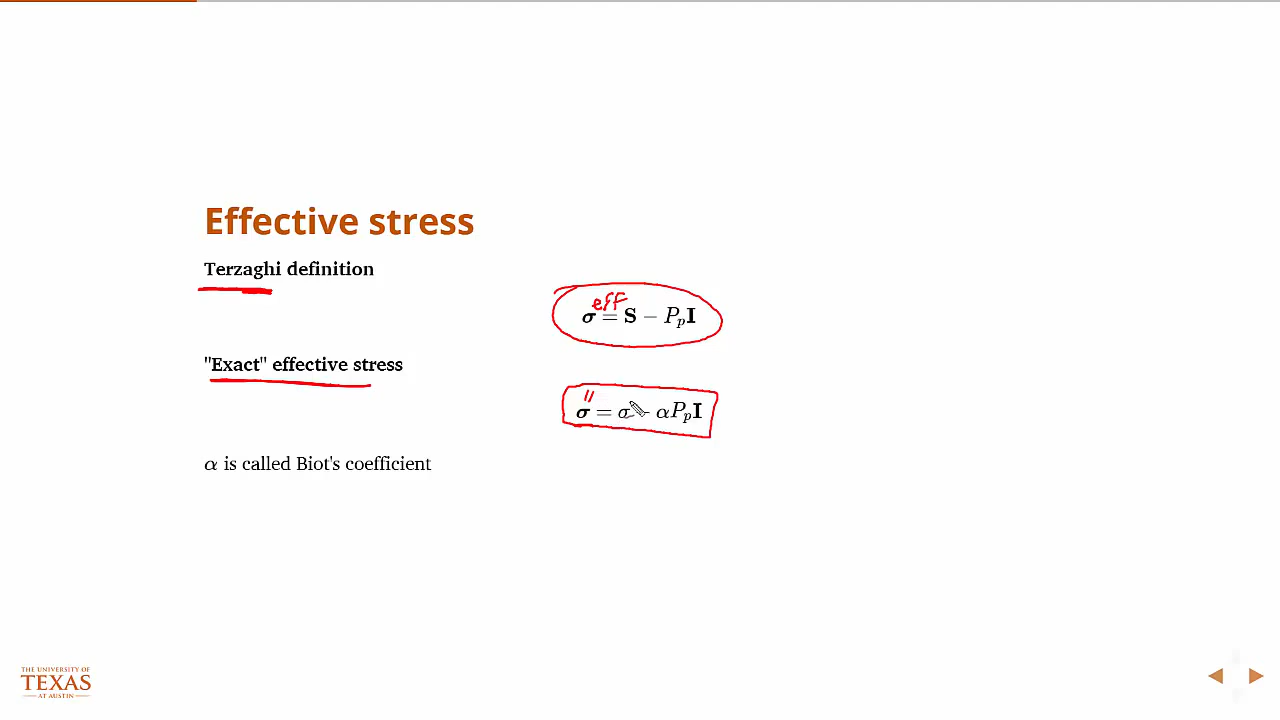 Effective stress
Terzaghi definition
σ^eff = S − P_p I
"Exact" effective stress
σ'' = σ − αP_p I
α is called Biot's coefficient
THE UNIVERSITY OF
TEXAS
AT AUSTIN